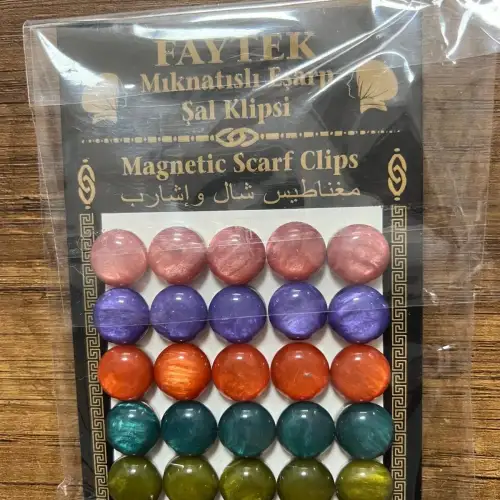 FAYTEK
Mıknatıslı Eşarp
Şal Klipsi
Magnetic Scarf Clips
مغناطيس شال وإشارب